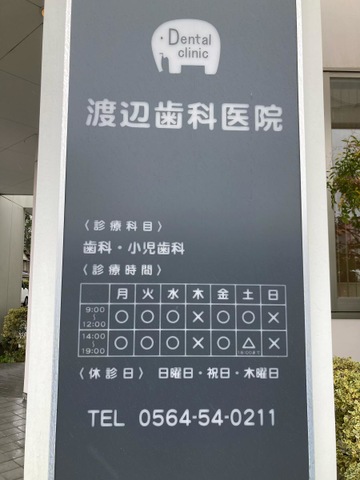 Dental
clinic
渡辺歯科医院
〈診療科目〉
歯科・小児歯科
〈診療時間〉
月 火 水 木 金 土 日
9:00～12:00 ○ ○ ○ × ○ ○ ×
14:00～19:00 ○ ○ ○ × ○ △ ×
〈休診日〉 日曜日・祝日・木曜日
TEL 0564-54-0211